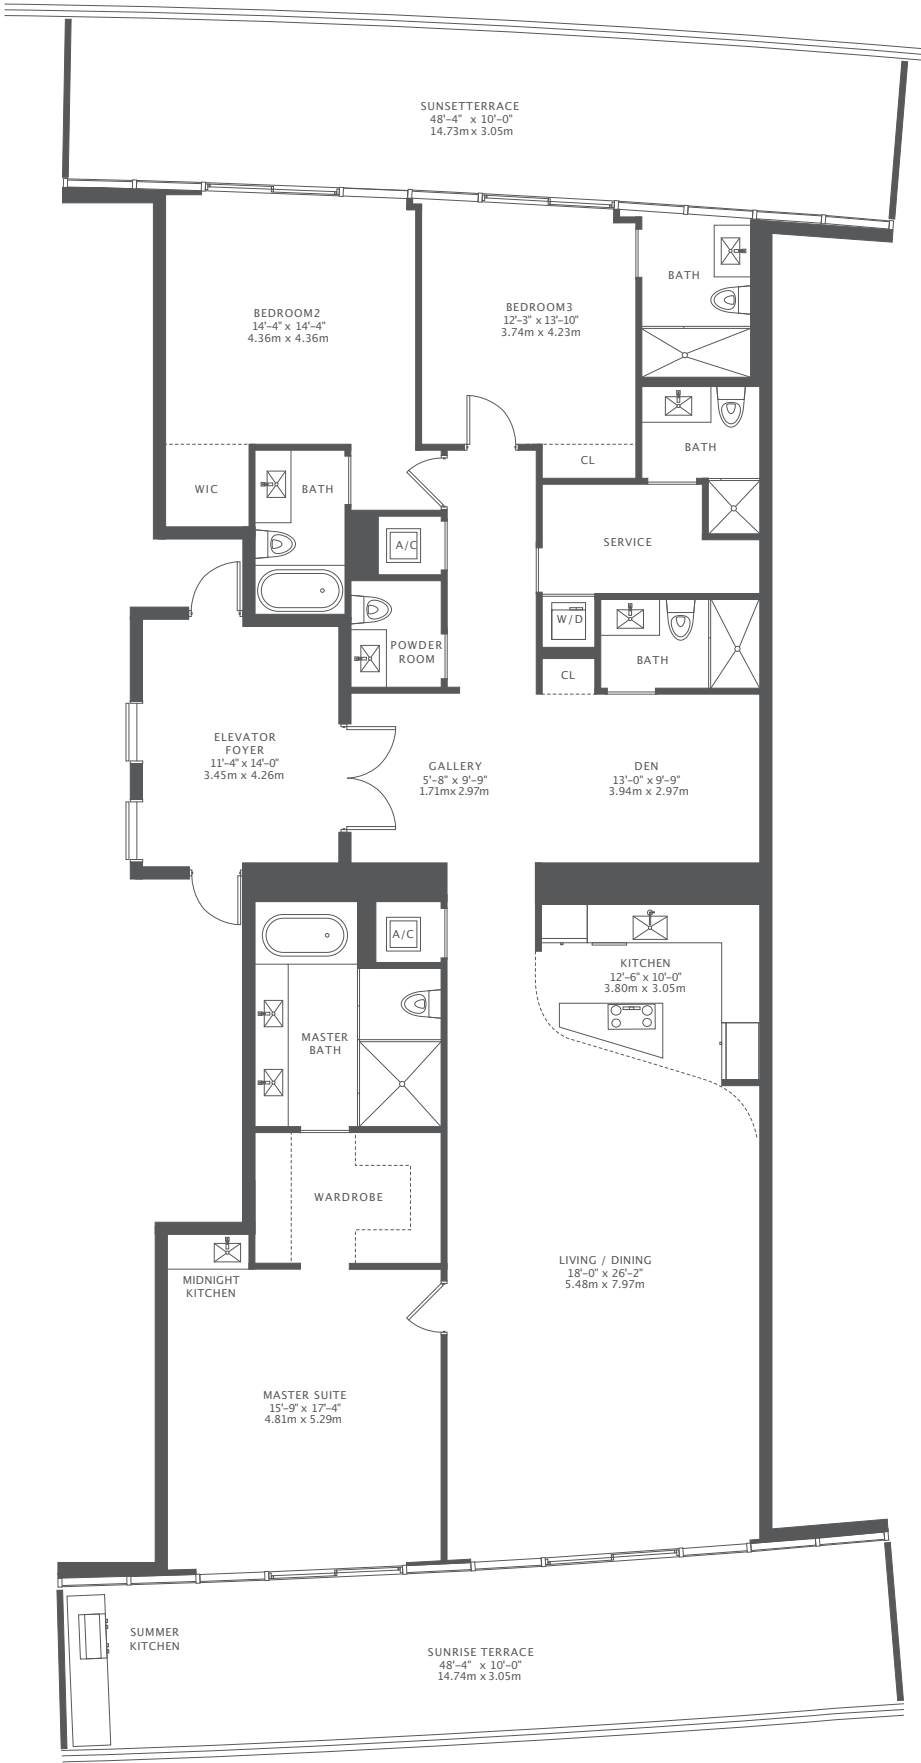 SUNSETTERRACE
48'-4" x 10'-0"
14.73m x 3.05m
BATH
BEDROOM2
14'-4" x 14'-4"
4.36m x 4.36m
BEDROOM3
12'-3" x 13'-10"
3.74m x 4.23m
BATH
CL
WIC
BATH
A/C
SERVICE
W/D
POWDER
ROOM
BATH
CL
ELEVATOR
FOYER
11'-4" x 14'-0"
3.45m x 4.26m
GALLERY
5'-8" x 9'-9"
1.71m x 2.97m
DEN
13'-0" x 9'-9"
3.94m x 2.97m
A/C
KITCHEN
12'-6" x 10'-0"
3.80m x 3.05m
MASTER
BATH
WARDROBE
LIVING / DINING
18'-0" x 26'-2"
5.48m x 7.97m
MIDNIGHT
KITCHEN
MASTER SUITE
15'-9" x 17'-4"
4.81m x 5.29m
SUMMER
KITCHEN
SUNRISE TERRACE
48'-4" x 10'-0"
14.74m x 3.05m